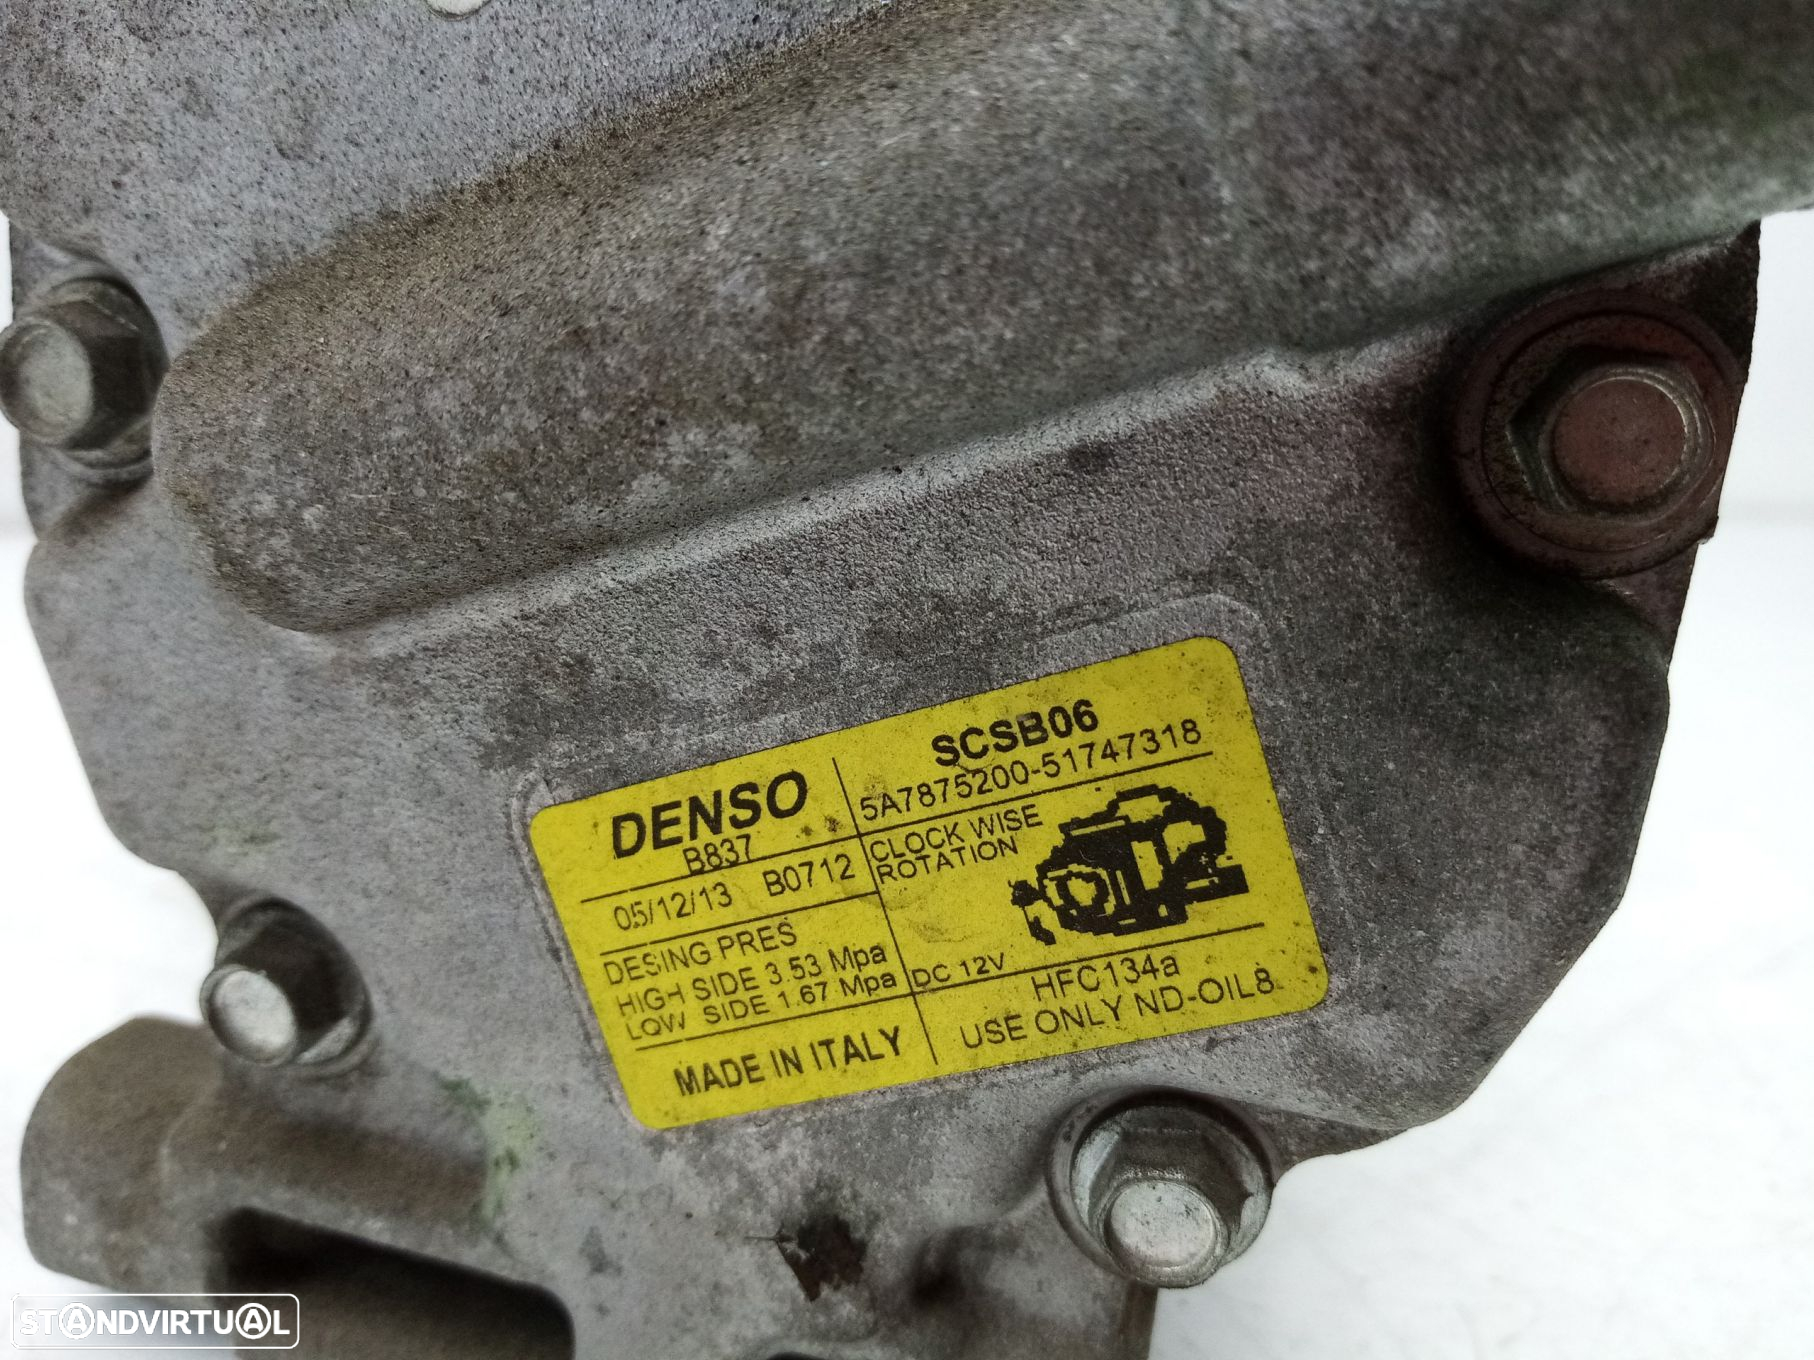 DENSO
B837
05/12/13 B0712
DESING PRES
HIGH SIDE 3.53 Mpa
LOW SIDE 1.67 Mpa
MADE IN ITALY
SCSB06
5A7875200-51747318
CLOCK WISE
ROTATION
DC 12V
HFC134a
USE ONLY ND-OIL8
STANDVIRTUAL